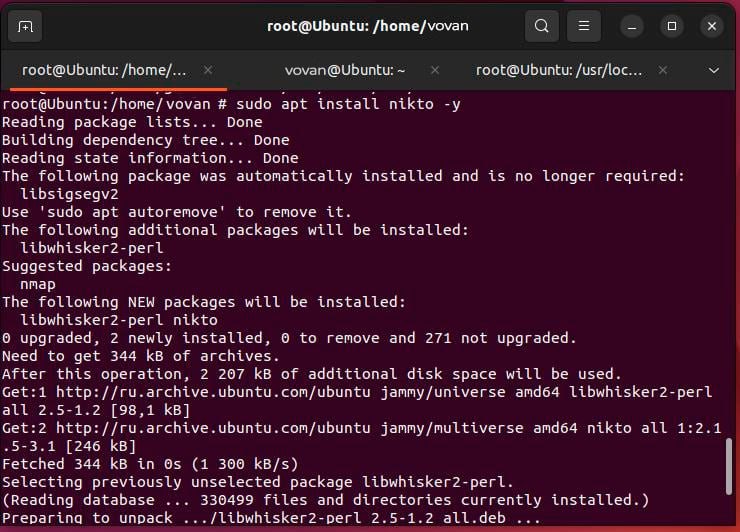 root@Ubuntu: /home/vovan
root@Ubuntu: /home/...
vovan@Ubuntu: ~
root@Ubuntu: /usr/loc...
root@Ubuntu:/home/vovan # sudo apt install nikto -y
Reading package lists... Done
Building dependency tree... Done
Reading state information... Done
The following package was automatically installed and is no longer required:
libsigsegv2
Use 'sudo apt autoremove' to remove it.
The following additional packages will be installed:
libwhisker2-perl
Suggested packages:
nmap
The following NEW packages will be installed:
libwhisker2-perl nikto
0 upgraded, 2 newly installed, 0 to remove and 271 not upgraded.
Need to get 344 kB of archives.
After this operation, 2 207 kB of additional disk space will be used.
Get:1 http://ru.archive.ubuntu.com/ubuntu jammy/universe amd64 libwhisker2-perl
all 2.5-1.2 [98,1 kB]
Get:2 http://ru.archive.ubuntu.com/ubuntu jammy/multiverse amd64 nikto all 1:2.1
.5-3.1 [246 kB]
Fetched 344 kB in 0s (1 300 kB/s)
Selecting previously unselected package libwhisker2-perl.
(Reading database ... 330499 files and directories currently installed.)
Preparing to unpack .../libwhisker2-perl 2.5-1.2 all.deb ...